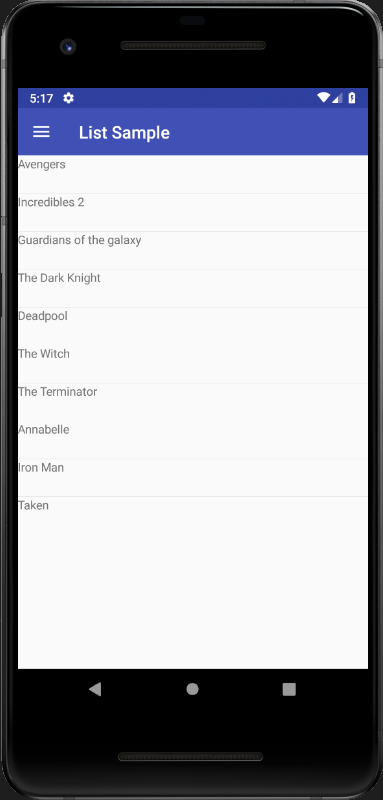 5:17
List Sample
Avengers
Incredibles 2
Guardians of the galaxy
The Dark Knight
Deadpool
The Witch
The Terminator
Annabelle
Iron Man
Taken